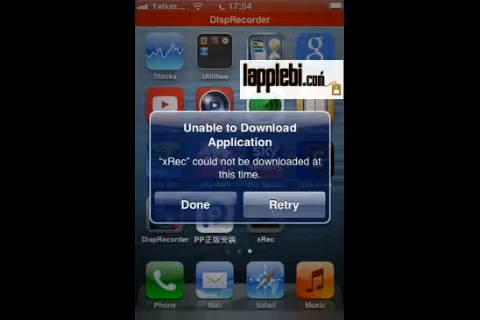 Talkm... 17:04
DispRecorder
lapplebi.com
Stocks
Utilities
Unable to Download
Application
“xRec” could not be downloaded at
this time.
Done
Retry
DispRecorder
PP正版安装
xRec
Phone
Mail
Safari
Music